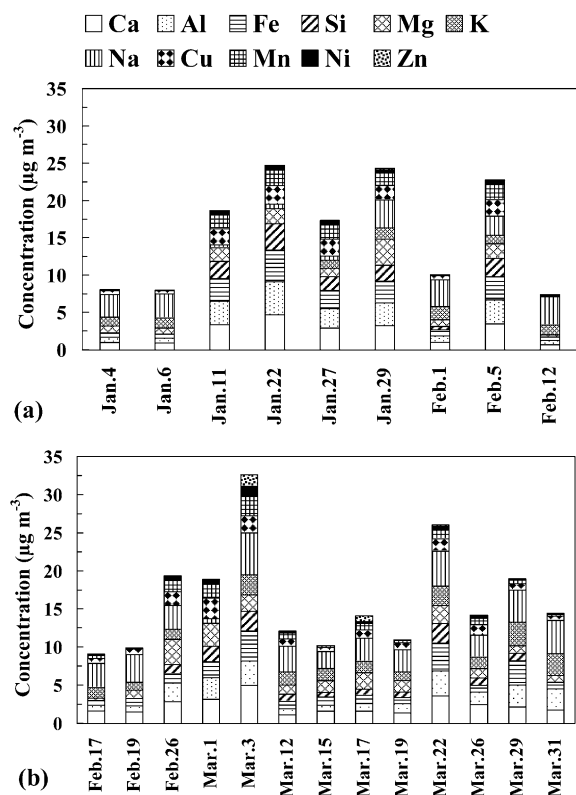 Ca Al Fe Si Mg K
Na Cu Mn Ni Zn
Concentration (µg m⁻³)
35
30
25
20
15
10
5
0
Jan.4 Jan.6 Jan.11 Jan.22 Jan.27 Jan.29 Feb.1 Feb.5 Feb.12
(a)
Concentration (µg m⁻³)
35
30
25
20
15
10
5
0
Feb.17 Feb.19 Feb.26 Mar.1 Mar.3 Mar.12 Mar.15 Mar.17 Mar.19 Mar.22 Mar.26 Mar.29 Mar.31
(b)